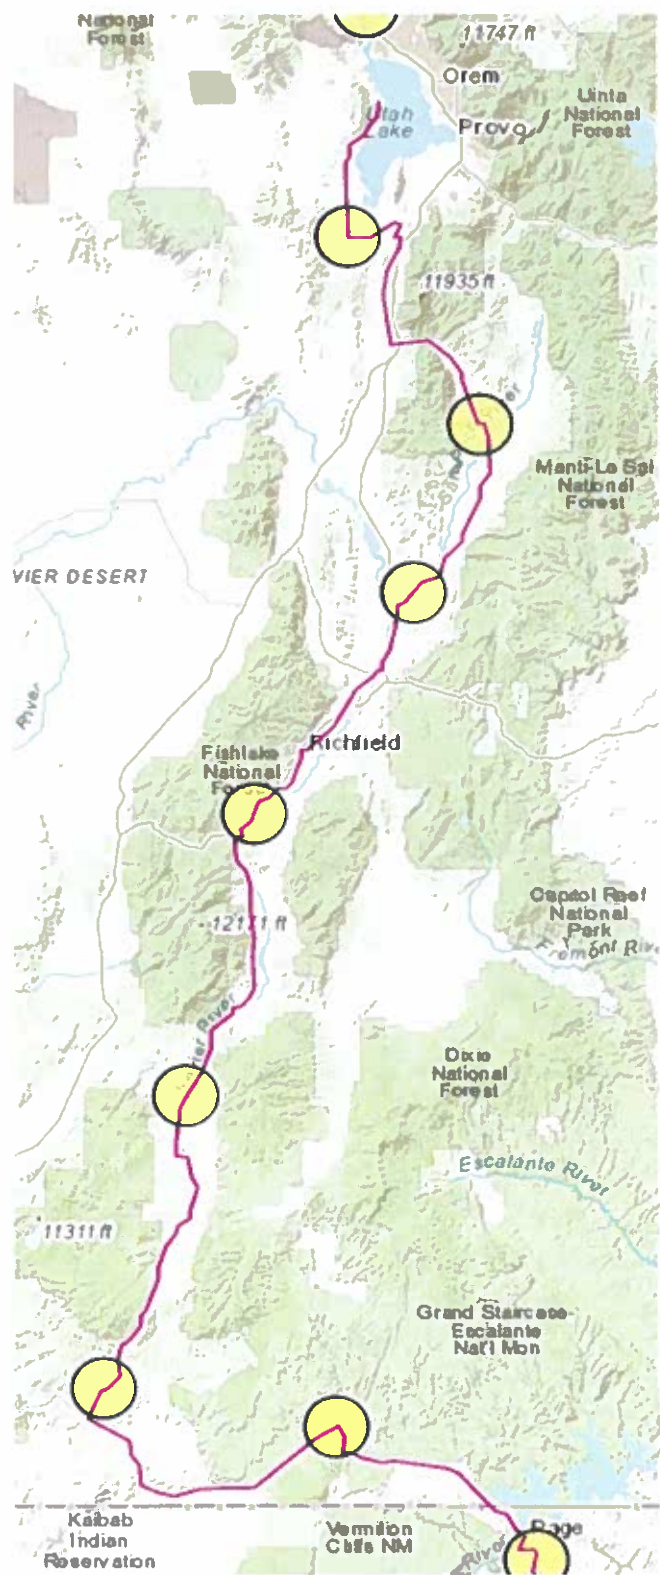 National
Forest
11747 ft
Orem
Uinta
National
Forest
Utah
Lake
Provo
11935 ft
Manti-La Sal
National
Forest
VIER DESERT
River
Richfield
Fishlake
National
Capitol Reef
National
Park
Fremont Rive
12171 ft
River
Dixie
National
Forest
Escalante River
11311 ft
Grand Staircase-
Escalante
Nat'l Mon
Kaibab
Indian
Reservation
Vermilion
Cliffs NM
Page
River